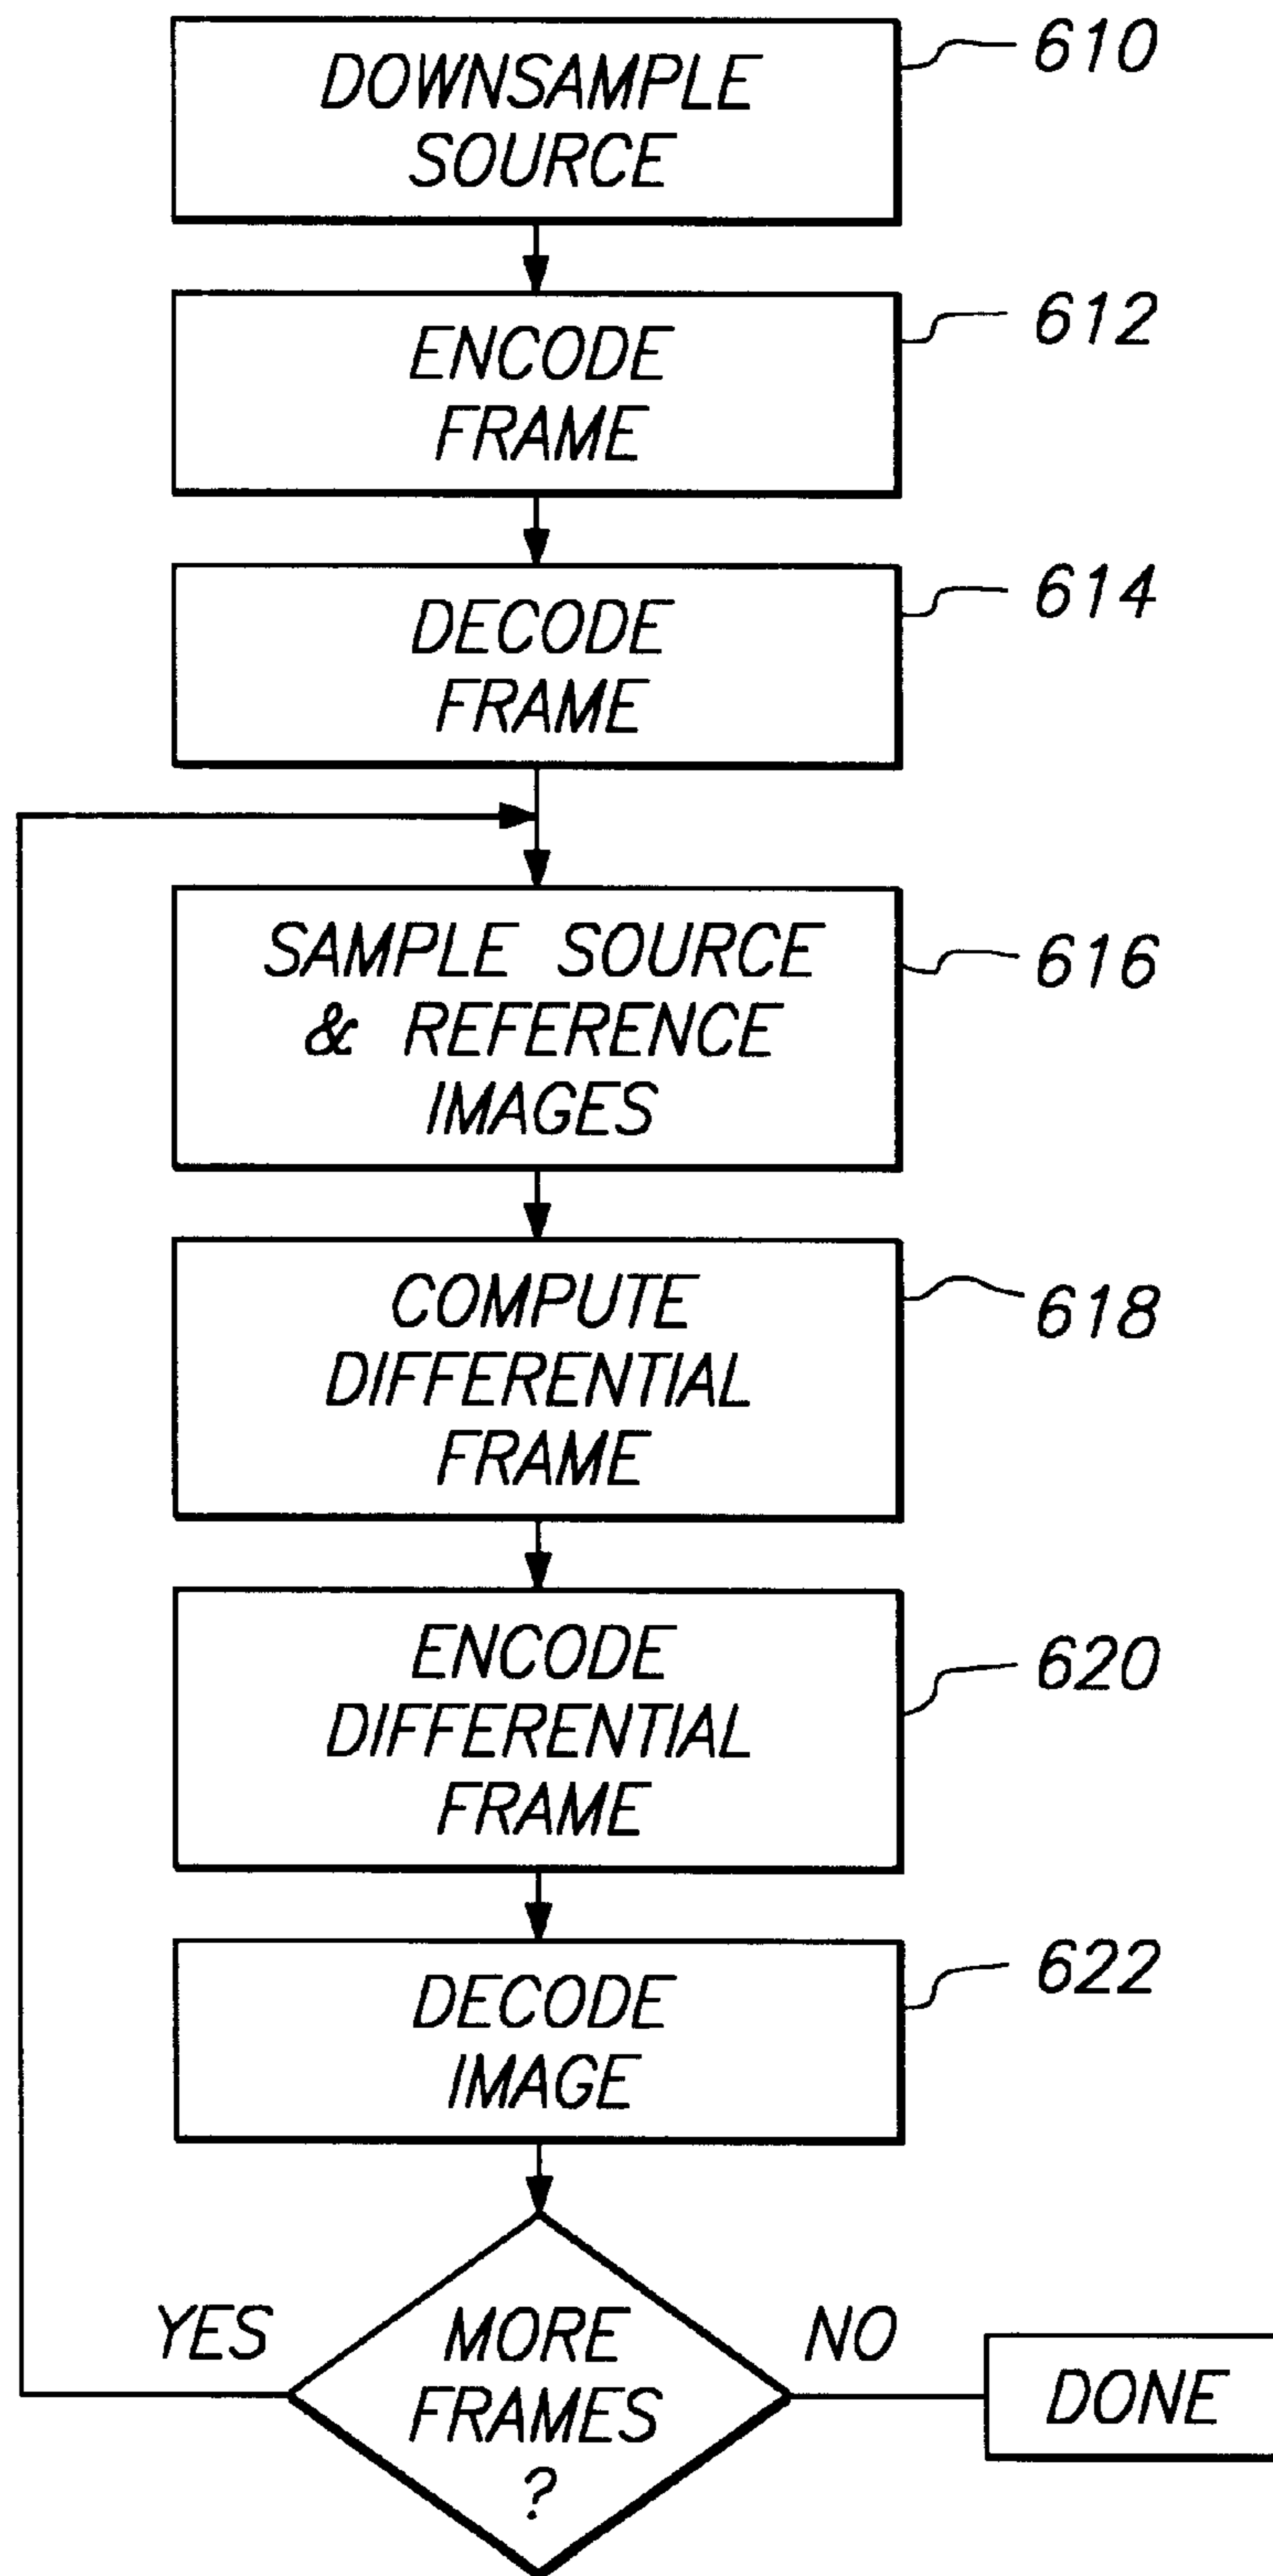 DOWNSAMPLE
SOURCE
610
ENCODE
FRAME
612
DECODE
FRAME
614
SAMPLE SOURCE
& REFERENCE
IMAGES
616
COMPUTE
DIFFERENTIAL
FRAME
618
ENCODE
DIFFERENTIAL
FRAME
620
DECODE
IMAGE
622
YES
MORE
FRAMES
?
NO
DONE